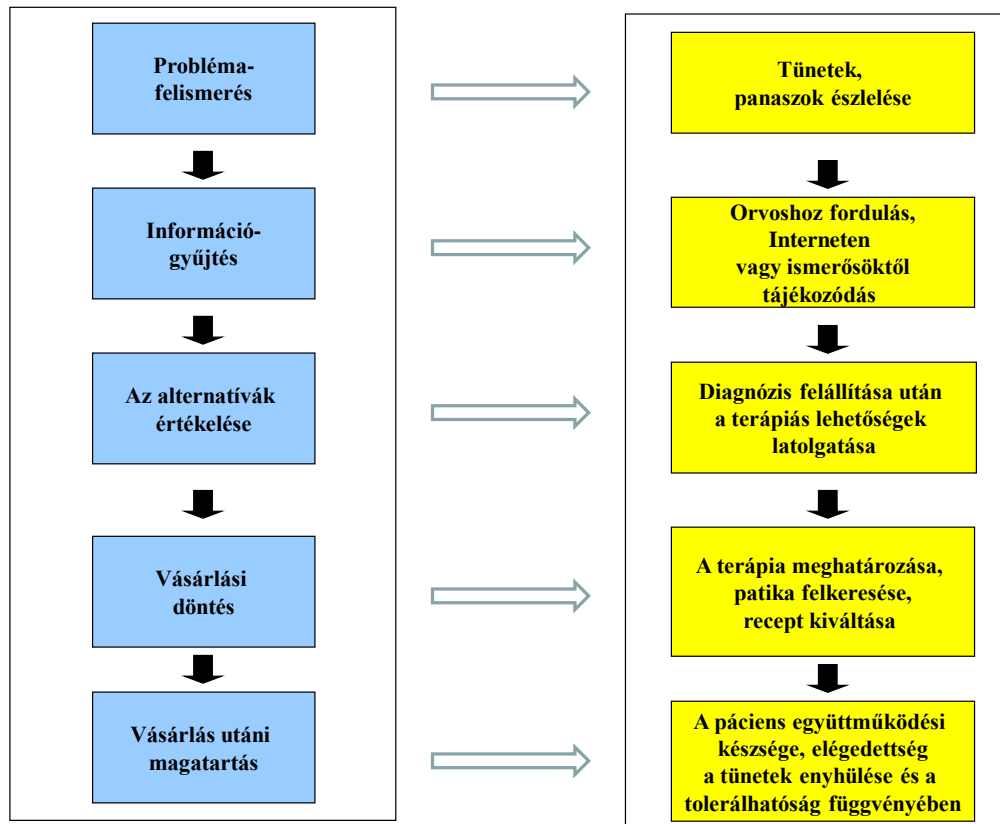 Probléma-
felismerés
Tünetek,
panaszok észlelése
Információ-
gyűjtés
Orvoshoz fordulás,
Interneten
vagy ismerősöktől
tájékozódás
Az alternatívák
értékelése
Diagnózis felállítása után
a terápiás lehetőségek
latolgatása
Vásárlási
döntés
A terápia meghatározása,
patika felkeresése,
recept kiváltása
Vásárlás utáni
magatartás
A páciens együttműködési
készsége, elégedettség
a tünetek enyhülése és a
tolerálhatóság függvényében